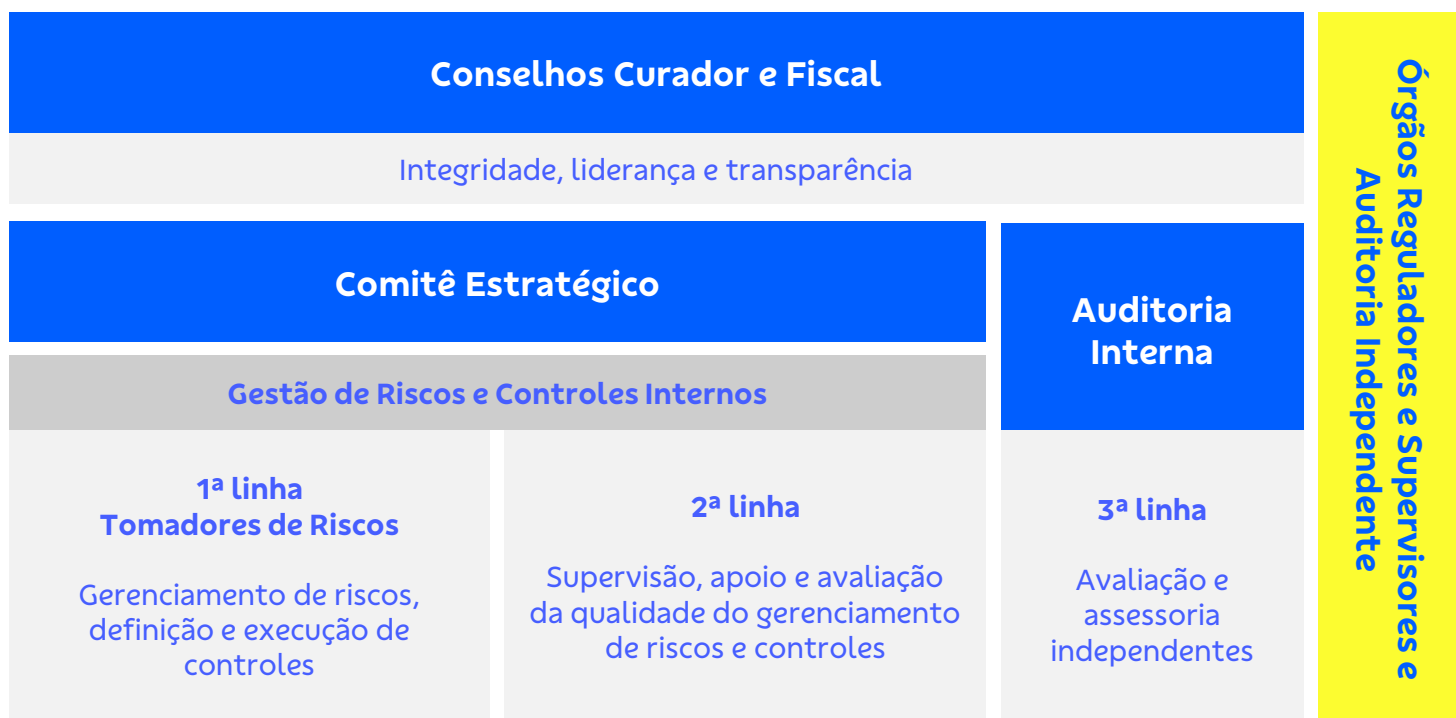 Conselhos Curador e Fiscal
Integridade, liderança e transparência
Comitê Estratégico
Gestão de Riscos e Controles Internos
1ª linha
Tomadores de Riscos
Gerenciamento de riscos,
definição e execução de
controles
2ª linha
Supervisão, apoio e avaliação
da qualidade do gerenciamento
de riscos e controles
Auditoria
Interna
3ª linha
Avaliação e
assessoria
independentes
Órgãos Reguladores e Supervisores e
Auditoria Independente